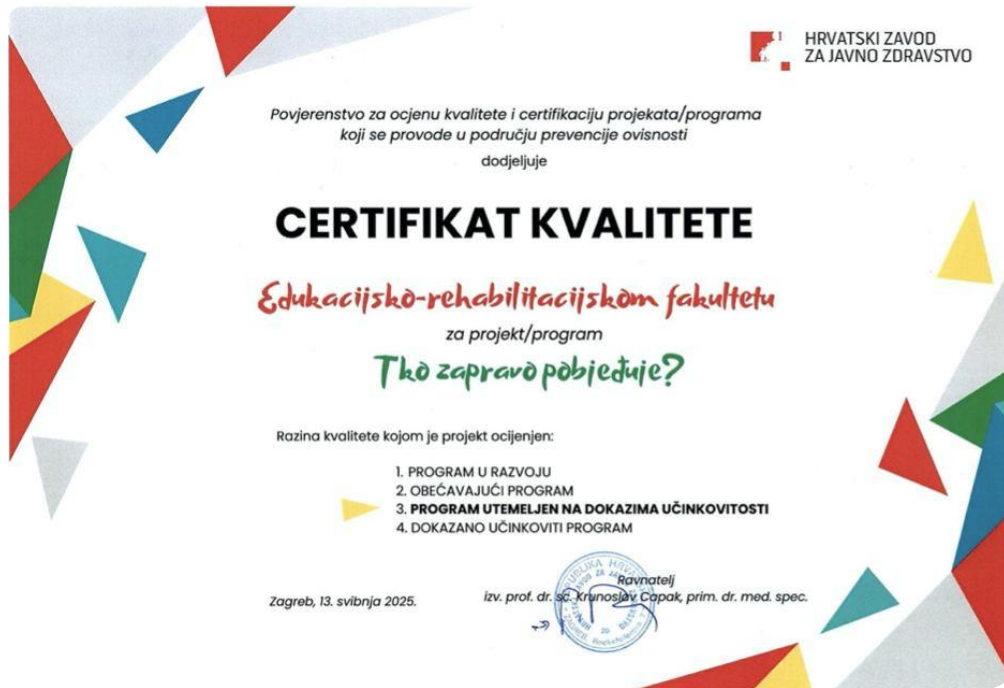 HRVATSKI ZAVOD
ZA JAVNO ZDRAVSTVO
Povjerenstvo za ocjenu kvalitete i certifikaciju projekata/programa
koji se provode u području prevencije ovisnosti
dodjeljuje
CERTIFIKAT KVALITETE
Edukacijsko-rehabilitacijskom fakultetu
za projekt/program
Tko zapravo pobjeđuje?
Razina kvalitete kojom je projekt ocijenjen:
1. PROGRAM U RAZVOJU
2. OBEĆAVAJUĆI PROGRAM
3. PROGRAM UTEMELJEN NA DOKAZIMA UČINKOVITOSTI
4. DOKAZANO UČINKOVITI PROGRAM
Ravnatelj
Zagreb, 13. svibnja 2025.
izv. prof. dr. sc. Krunoslav Capak, prim. dr. med. spec.